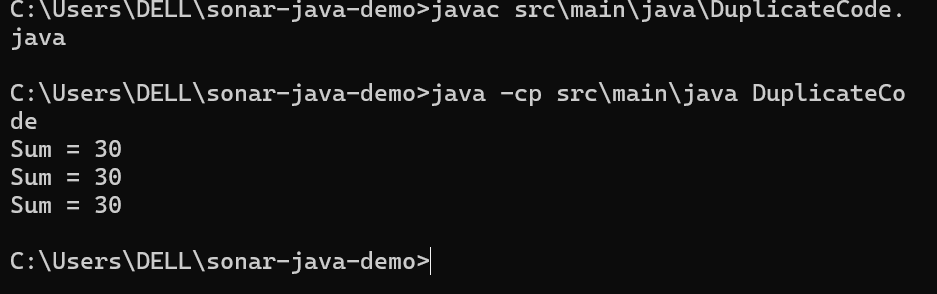 C:\Users\DELL\sonar-java-demo>javac src\main\java\DuplicateCode.
java
C:\Users\DELL\sonar-java-demo>java -cp src\main\java DuplicateCo
de
Sum = 30
Sum = 30
Sum = 30
C:\Users\DELL\sonar-java-demo>